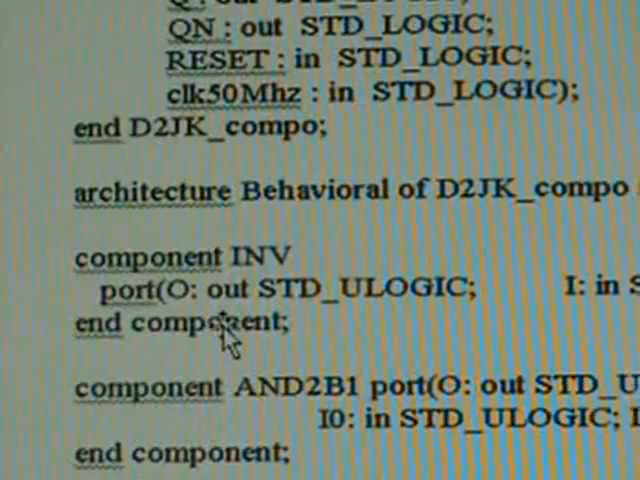 QN : out STD_LOGIC;
RESET : in STD_LOGIC;
clk50Mhz : in STD_LOGIC);
end D2JK_compo;
architecture Behavioral of D2JK_compo
component INV
port(O: out STD_ULOGIC; I: in S
end component;
component AND2B1 port(O: out STD_U
I0: in STD_ULOGIC; I
end component;